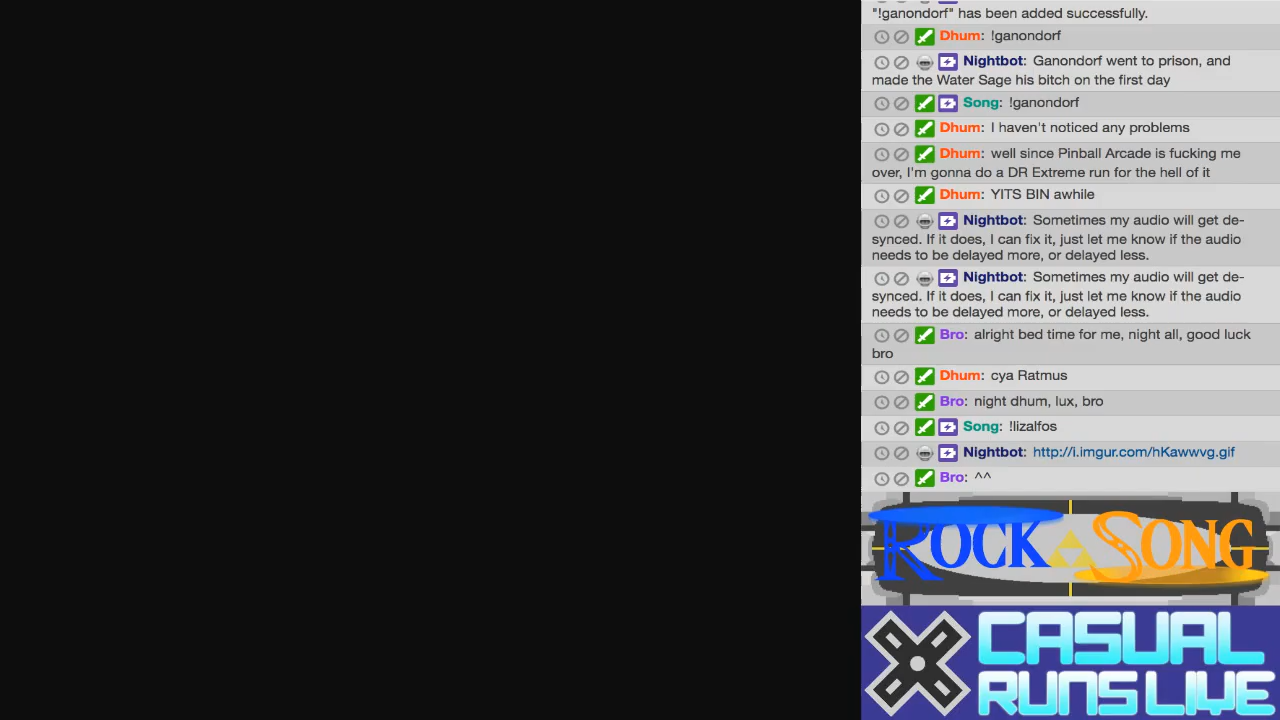 "!ganondorf" has been added successfully.
Dhum: !ganondorf
Nightbot: Ganondorf went to prison, and
made the Water Sage his bitch on the first day
Song: !ganondorf
Dhum: I haven't noticed any problems
Dhum: well since Pinball Arcade is fucking me
over, I'm gonna do a DR Extreme run for the hell of it
Dhum: YITS BIN awhile
Nightbot: Sometimes my audio will get de-
synced. If it does, I can fix it, just let me know if the audio
needs to be delayed more, or delayed less.
Nightbot: Sometimes my audio will get de-
synced. If it does, I can fix it, just let me know if the audio
needs to be delayed more, or delayed less.
Bro: alright bed time for me, night all, good luck
bro
Dhum: cya Ratmus
Bro: night dhum, lux, bro
Song: !lizalfos
Nightbot: http://i.imgur.com/hKawwvg.gif
Bro: ^^
ROCK SONG
CASUAL
RUNS LIVE